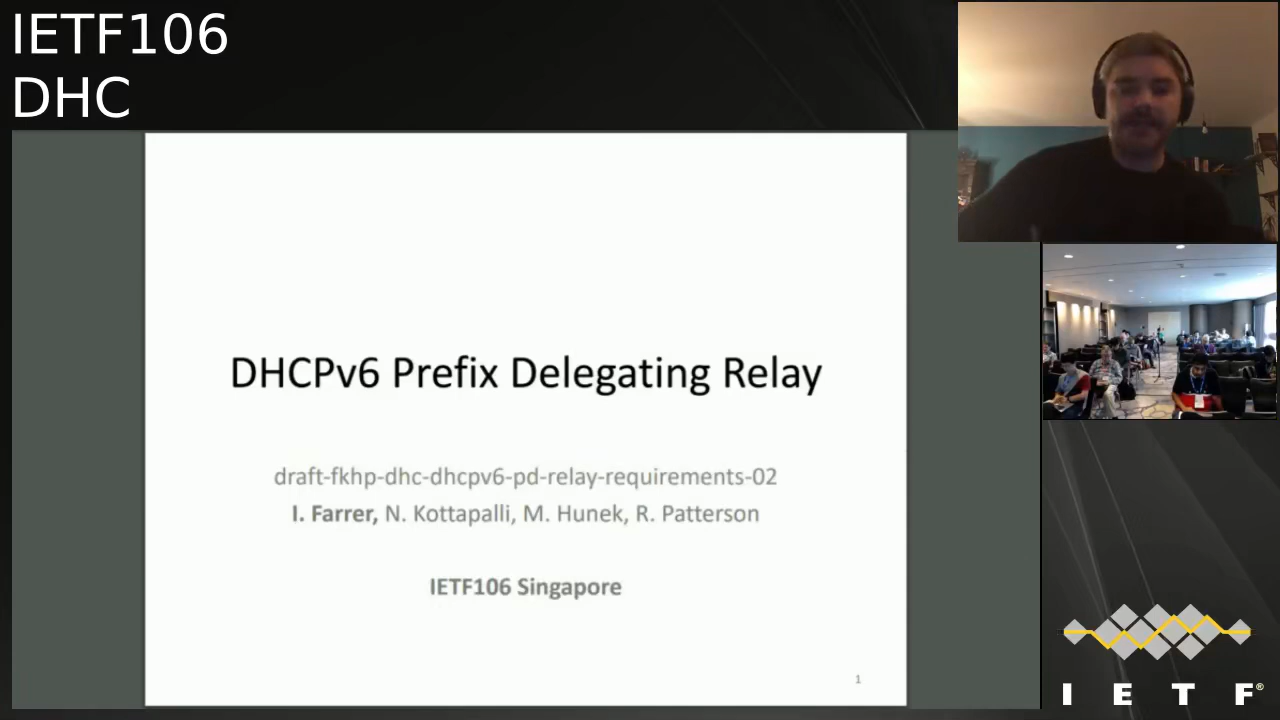 IETF106
DHC
DHCPv6 Prefix Delegating Relay
draft-fkhp-dhc-dhcpv6-pd-relay-requirements-02
I. Farrer, N. Kottapalli, M. Hunek, R. Patterson
IETF106 Singapore
1
I E T F®